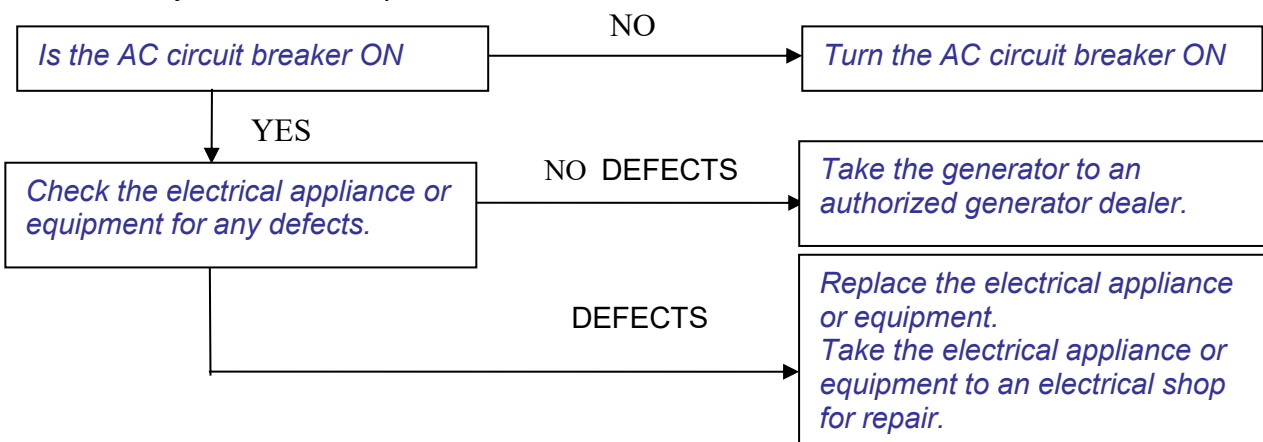 NO
Is the AC circuit breaker ON
Turn the AC circuit breaker ON
YES
Check the electrical appliance or
equipment for any defects.
NO DEFECTS
Take the generator to an
authorized generator dealer.
DEFECTS
Replace the electrical appliance
or equipment.
Take the electrical appliance or
equipment to an electrical shop
for repair.